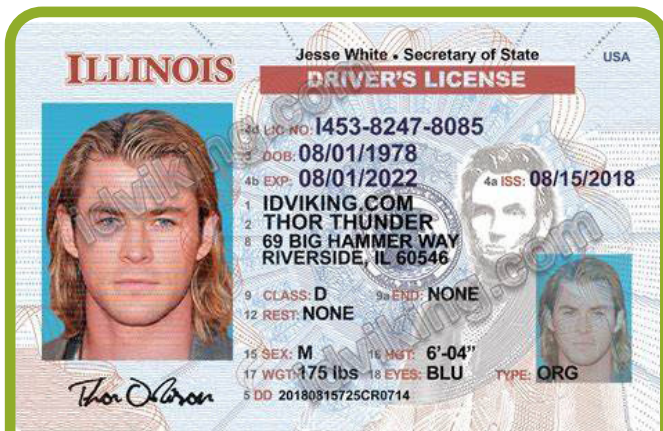 Jesse White • Secretary of State USA
ILLINOIS
DRIVER'S LICENSE
4d LIC NO: I453-8247-8085
3 DOB: 08/01/1978
4b EXP: 08/01/2022 4a ISS: 08/15/2018
1 IDVIKING.COM
2 THOR THUNDER
8 69 BIG HAMMER WAY
RIVERSIDE, IL 60546
9 CLASS: D 9a END: NONE
12 REST: NONE
15 SEX: M 16 HGT: 6'-04"
17 WGT: 175 lbs 18 EYES: BLU TYPE: ORG
5 DD 20180815725CR0714
idviking.com
idviking.com